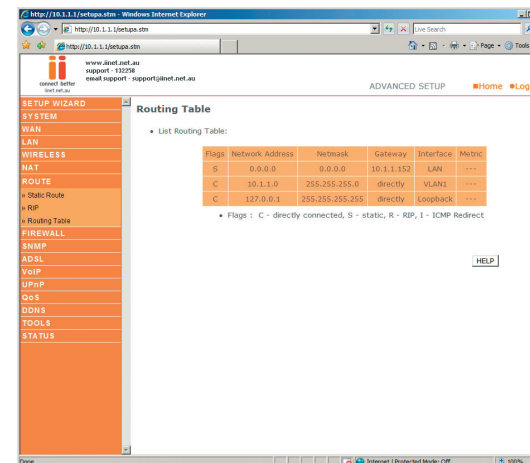 http://10.1.1.1/setupa.stm - Windows Internet Explorer
http://10.1.1.1/setupa.stm
Live Search
http://10.1.1.1/setupa.stm
Page
Tools
www.iinet.net.au
support - 132258
email support - support@iinet.net.au
connect better
iinet.net.au
ADVANCED SETUP
Home
Log
SETUP WIZARD
SYSTEM
WAN
LAN
WIRELESS
NAT
ROUTE
» Static Route
» RIP
» Routing Table
FIREWALL
SNMP
ADSL
VoIP
UPnP
QoS
DDNS
TOOLS
STATUS
Routing Table
• List Routing Table:
Flags Network Address Netmask Gateway Interface Metric
S 0.0.0.0 0.0.0.0 10.1.1.152 LAN ---
C 10.1.1.0 255.255.255.0 directly VLAN1 ---
C 127.0.0.1 255.255.255.255 directly Loopback ---
• Flags : C - directly connected, S - static, R - RIP, I - ICMP Redirect
HELP
Done
Internet | Protected Mode: Off
100%